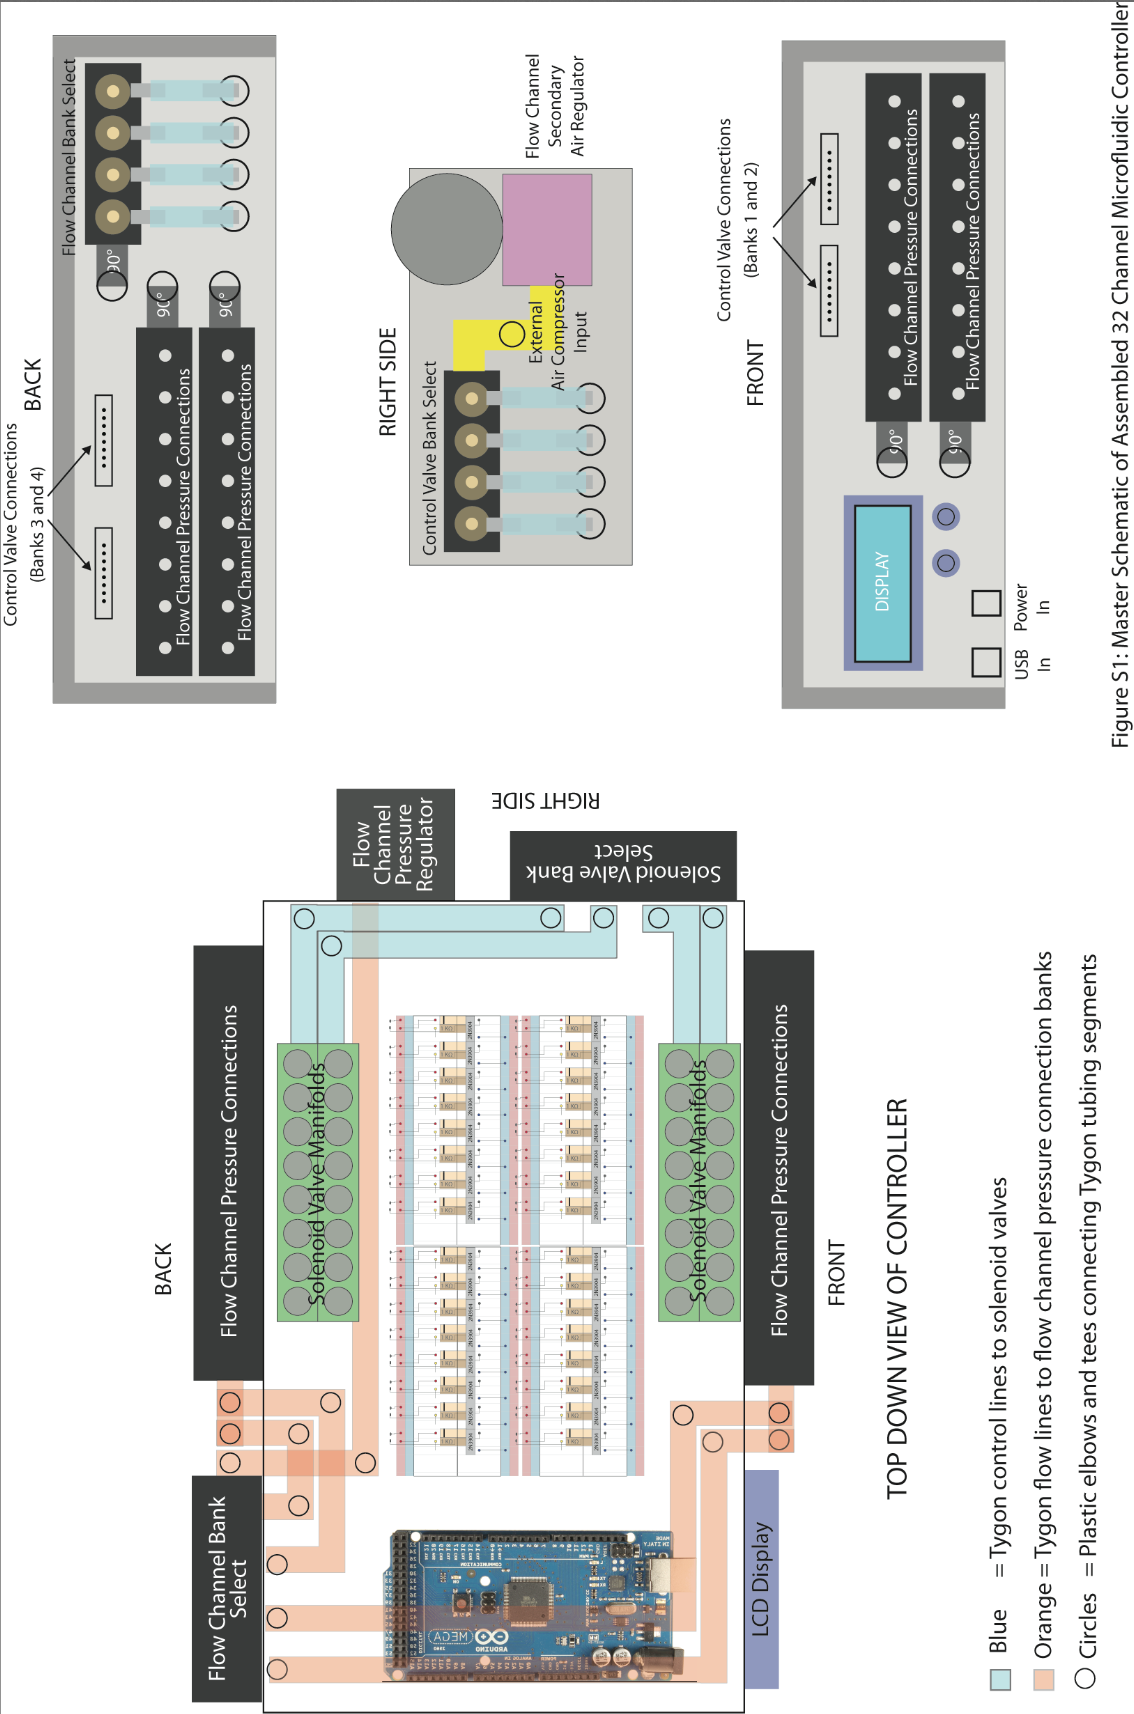 Control Valve Connections
(Banks 3 and 4)
BACK
Flow Channel Bank Select
90°
90°
90°
Flow Channel Pressure Connections
Flow Channel Pressure Connections
RIGHT SIDE
Control Valve Bank Select
External
Air Compressor
Input
Flow Channel
Secondary
Air Regulator
Control Valve Connections
(Banks 1 and 2)
FRONT
90°
90°
Flow Channel Pressure Connections
Flow Channel Pressure Connections
DISPLAY
USB
In
Power
In
Figure S1: Master Schematic of Assembled 32 Channel Microfluidic Controller
BACK
Flow Channel Bank
Select
Flow Channel Pressure Connections
Solenoid Valve Manifolds
Flow
Channel
Pressure
Regulator
RIGHT SIDE
Solenoid Valve Bank
Select
ARDUINO
MEGA
COMMUNICATION
MADE
IN ITALY
Solenoid Valve Manifolds
LCD Display
Flow Channel Pressure Connections
FRONT
TOP DOWN VIEW OF CONTROLLER
Blue = Tygon control lines to solenoid valves
Orange = Tygon flow lines to flow channel pressure connection banks
Circles = Plastic elbows and tees connecting Tygon tubing segments